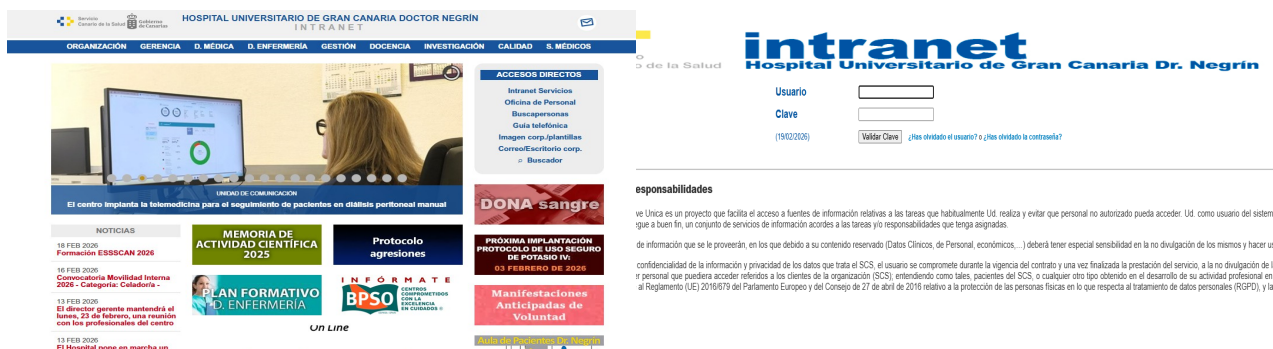 Servicio
Canario de la Salud
Gobierno
de Canarias
HOSPITAL UNIVERSITARIO DE GRAN CANARIA DOCTOR NEGRÍN
INTRANET
ORGANIZACIÓN GERENCIA D. MÉDICA D. ENFERMERÍA GESTIÓN DOCENCIA INVESTIGACIÓN CALIDAD S. MÉDICOS
UNIDAD DE COMUNICACIÓN
El centro implanta la telemedicina para el seguimiento de pacientes en diálisis peritoneal manual
ACCESOS DIRECTOS
Intranet Servicios
Oficina de Personal
Buscapersonas
Guía telefónica
Imagen corp./plantillas
Correo/Escritorio corp.
Buscador
NOTICIAS
18 FEB 2026
Formación ESSSCAN 2026
16 FEB 2026
Convocatoria Movilidad Interna
2026 - Categoría: Celador/a -
13 FEB 2026
El director gerente mantendrá el
lunes, 23 de febrero, una reunión
con los profesionales del centro
13 FEB 2026
El Hospital pone en marcha un
MEMORIA DE
ACTIVIDAD CIENTÍFICA
2025
Protocolo
agresiones
PLAN FORMATIVO
D. ENFERMERÍA
INFÓRMATE
BPSO
CENTROS
COMPROMETIDOS
CON LA
EXCELENCIA
EN CUIDADOS ®
On Line
DONA sangre
PRÓXIMA IMPLANTACIÓN
PROTOCOLO DE USO SEGURO
DE POTASIO IV:
03 FEBRERO DE 2026
Manifestaciones
Anticipadas de
Voluntad
Aula de Pacientes Dr. Negrín
o
o de la Salud
intranet
Hospital Universitario de Gran Canaria Dr. Negrín
Usuario
Clave
(19/02/2026) Validar Clave ¿Has olvidado el usuario? o ¿Has olvidado la contraseña?
esponsabilidades
ve Unica es un proyecto que facilita el acceso a fuentes de información relativas a las tareas que habitualmente Ud. realiza y evitar que personal no autorizado pueda acceder. Ud. como usuario del sistem
egue a buen fin, un conjunto de servicios de información acordes a las tareas y/o responsabilidades que tenga asignadas.
de información que se le proveerán, en los que debido a su contenido reservado (Datos Clínicos, de Personal, económicos,...) deberá tener especial sensibilidad en la no divulgación de los mismos y hacer us
confidencialidad de la información y privacidad de los datos que trata el SCS, el usuario se compromete durante la vigencia del contrato y una vez finalizada la prestación del servicio, a la no divulgación de l
er personal que puediera acceder referidos a los clientes de la organización (SCS); entendiendo como tales, pacientes del SCS, o cualquier otro tipo obtenido en el desarrollo de su actividad profesional en
al Reglamento (UE) 2016/679 del Parlamento Europeo y del Consejo de 27 de abril de 2016 relativo a la protección de las personas físicas en lo que respecta al tratamiento de datos personales (RGPD), y la